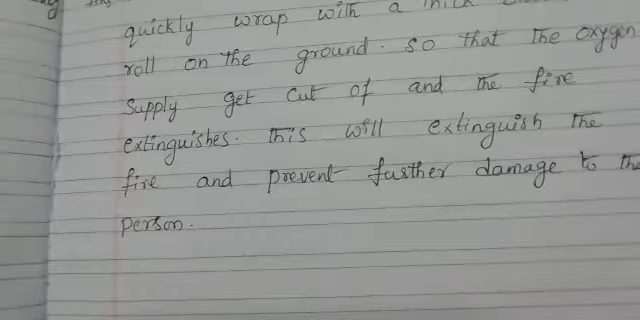 quickly wrap with a
roll on the ground. so that the oxygen
supply get cut of and the fire
extinguishes. this will extinguish the
fire and prevent further damage to the
person.